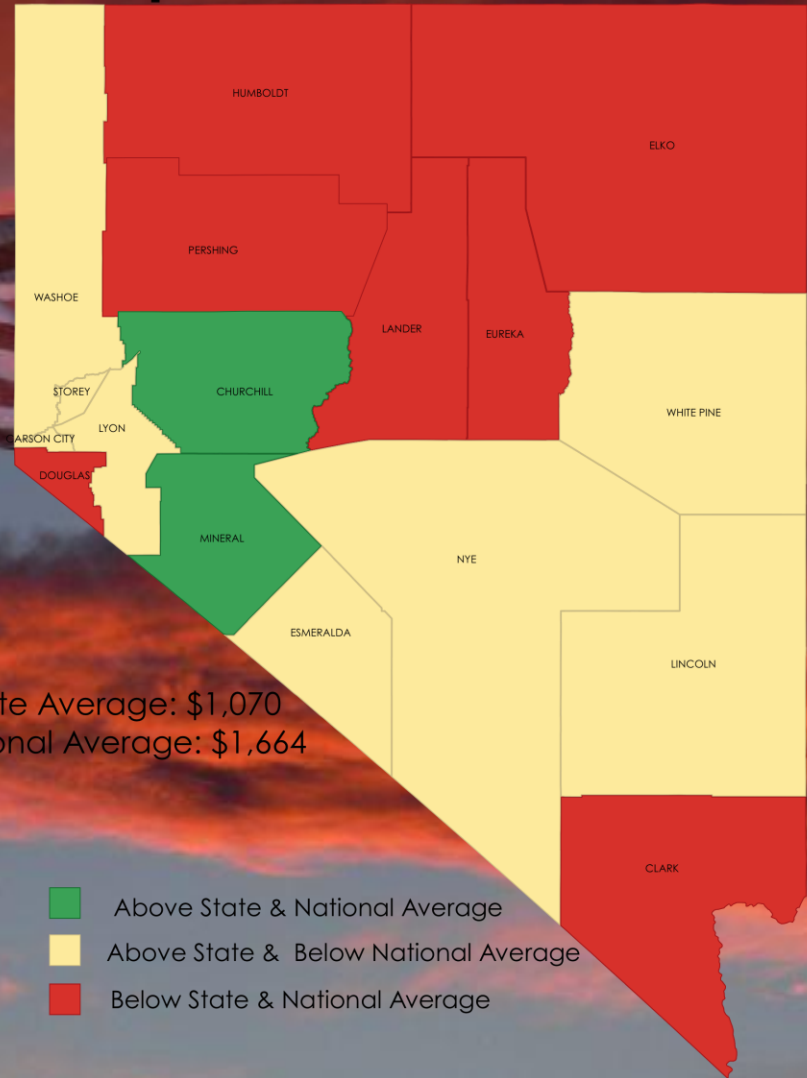 HUMBOLDT
ELKO
PERSHING
WASHOE
LANDER
EUREKA
STOREY
CHURCHILL
WHITE PINE
LYON
CARSON CITY
DOUGLAS
MINERAL
NYE
ESMERALDA
LINCOLN
te Average: $1,070
onal Average: $1,664
CLARK
Above State & National Average
Above State &  Below National Average
Below State & National Average